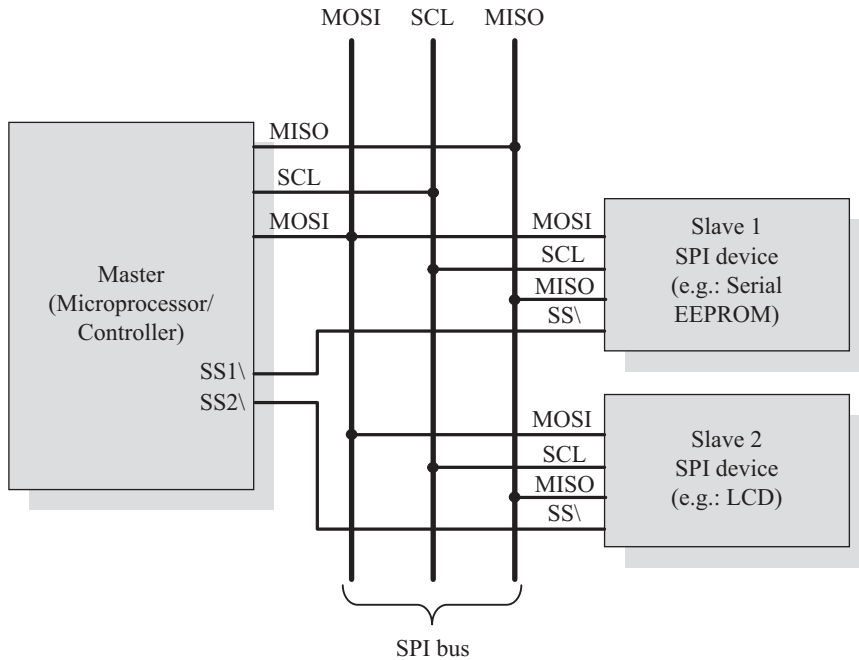 MOSI SCL MISO
MISO
SCL
MOSI
Master
(Microprocessor/
Controller)
SS1\
SS2\
MOSI
SCL
MISO
SS\
Slave 1
SPI device
(e.g.: Serial
EEPROM)
MOSI
SCL
MISO
SS\
Slave 2
SPI device
(e.g.: LCD)
SPI bus